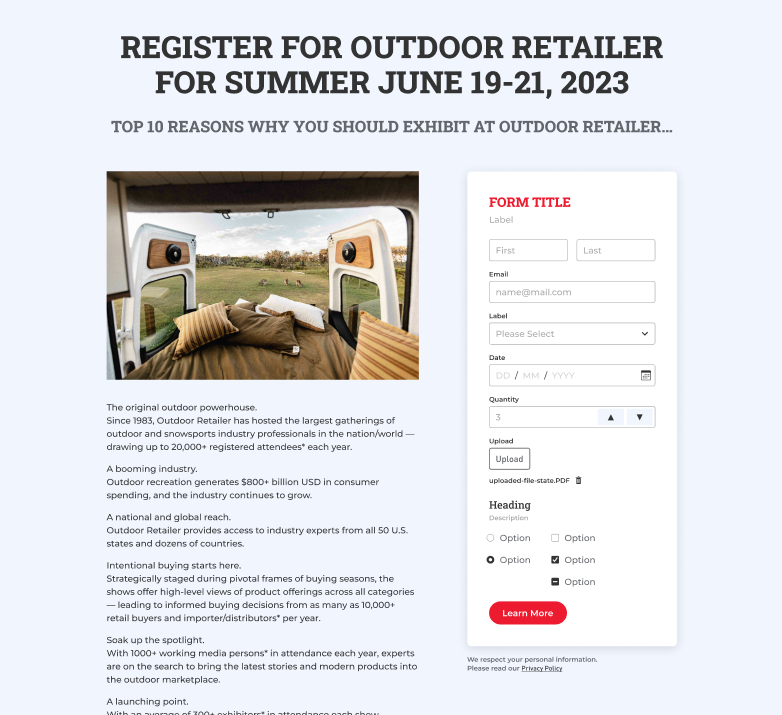 REGISTER FOR OUTDOOR RETAILER
FOR SUMMER JUNE 19-21, 2023
TOP 10 REASONS WHY YOU SHOULD EXHIBIT AT OUTDOOR RETAILER...
The original outdoor powerhouse.
Since 1983, Outdoor Retailer has hosted the largest gatherings of
outdoor and snowsports industry professionals in the nation/world —
drawing up to 20,000+ registered attendees* each year.
A booming industry.
Outdoor recreation generates $800+ billion USD in consumer
spending, and the industry continues to grow.
A national and global reach.
Outdoor Retailer provides access to industry experts from all 50 U.S.
states and dozens of countries.
Intentional buying starts here.
Strategically staged during pivotal frames of buying seasons, the
shows offer high-level views of product offerings across all categories
— leading to informed buying decisions from as many as 10,000+
retail buyers and importer/distributors* per year.
Soak up the spotlight.
With 1000+ working media persons* in attendance each year, experts
are on the search to bring the latest stories and modern products into
the outdoor marketplace.
A launching point.
With an average of 300+ exhibitors* in attendance each show,
FORM TITLE
Label
First Last
Email
name@mail.com
Label
Please Select
Date
DD / MM / YYYY
Quantity
3
Upload
Upload
uploaded-file-state.PDF
Heading
Description
Option Option
Option Option
Option
Learn More
We respect your personal information.
Please read our Privacy Policy